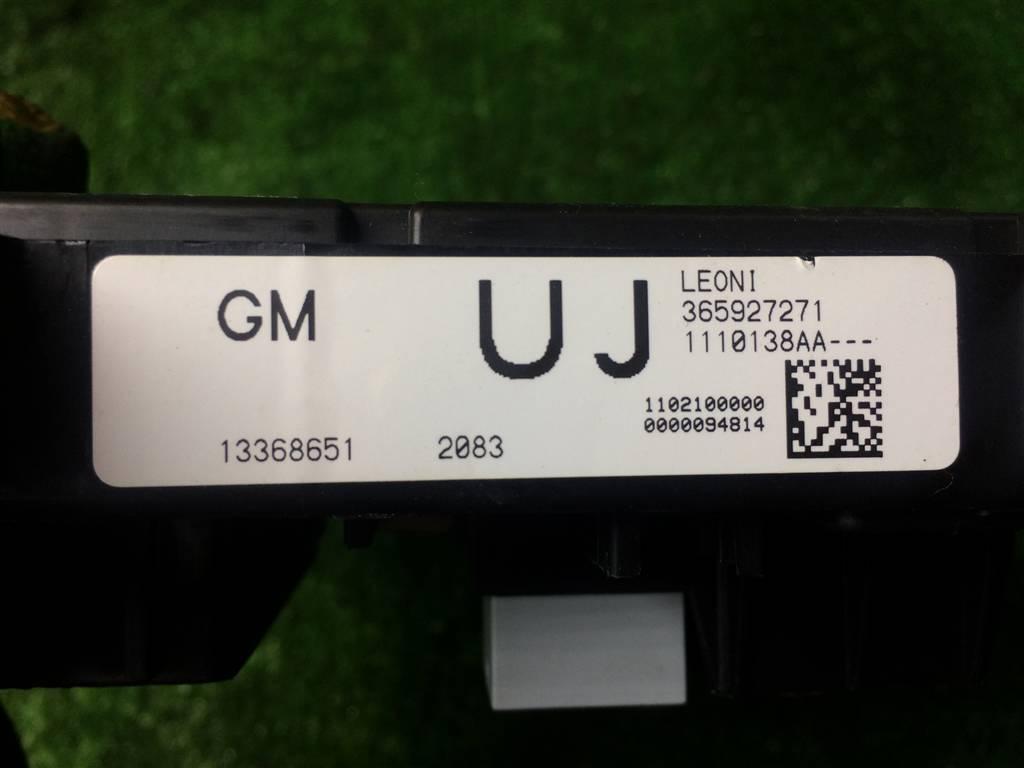 GM
UJ
LEONI
365927271
1110138AA---
1102100000
0000094814
13368651
2083